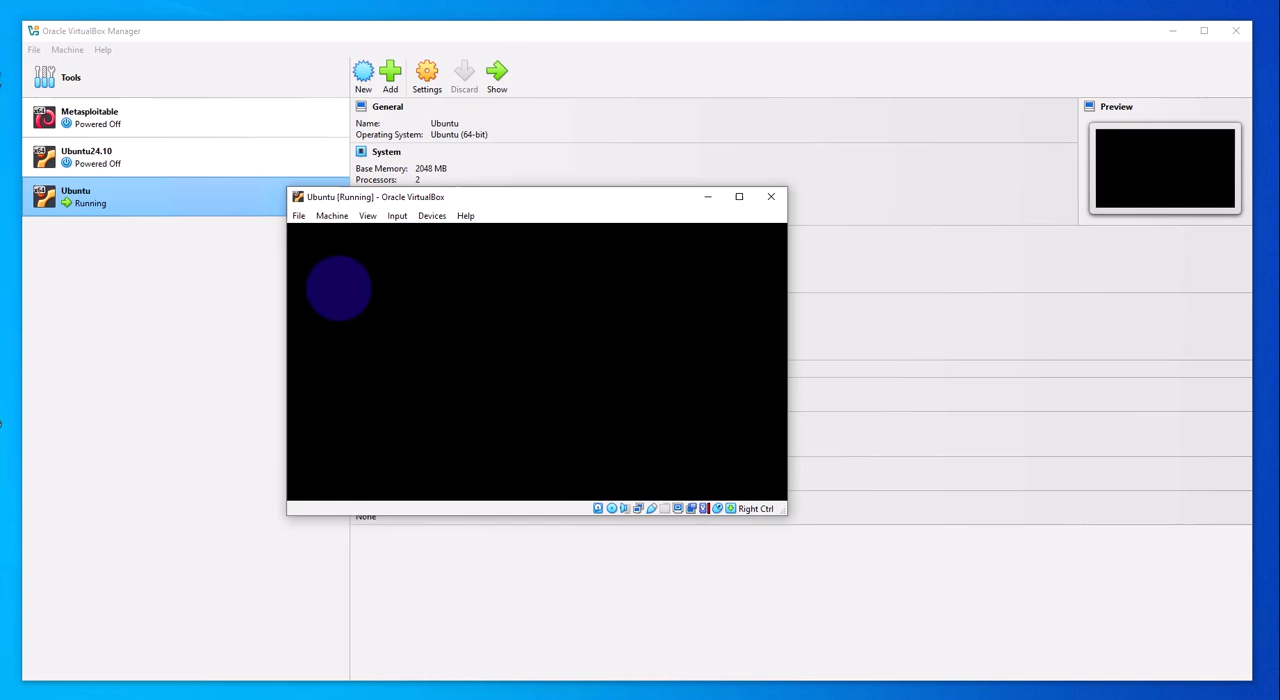 Oracle VirtualBox Manager
File Machine Help
Tools
New Add Settings Discard Show
Metasploitable
Powered Off
Ubuntu24.10
Powered Off
Ubuntu
Running
General
Name: Ubuntu
Operating System: Ubuntu (64-bit)
System
Base Memory: 2048 MB
Processors: 2
Preview
Ubuntu [Running] - Oracle VirtualBox
File Machine View Input Devices Help
Right Ctrl
None